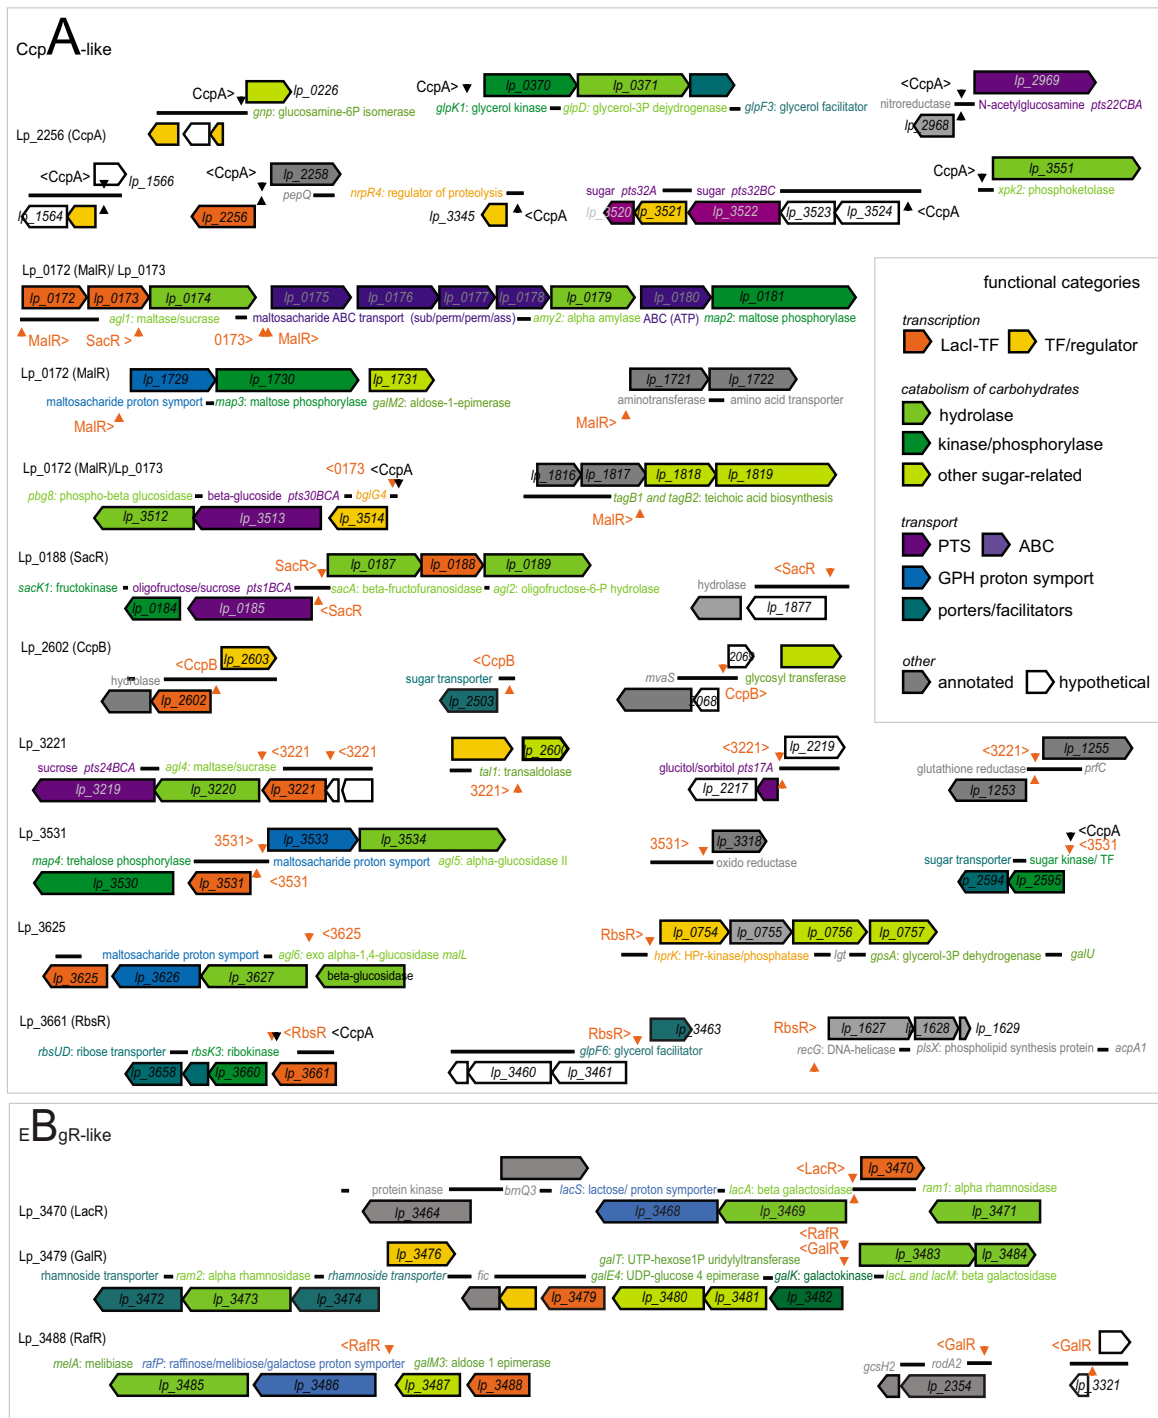 CcpA-like
CcpA> lp_0226
gnp: glucosamine-6P isomerase
Lp_2256 (CcpA)
CcpA> lp_0370 lp_0371
glpK1: glycerol kinase glpD: glycerol-3P dejydrogenase glpF3: glycerol facilitator
<CcpA> lp_2969
nitroreductase N-acetylglucosamine pts22CBA
lp_2968
<CcpA> lp_1566
lp_1564
<CcpA> lp_2258
pepQ
lp_2256
nrpR4: regulator of proteolysis
lp_3345 <CcpA
sugar pts32A sugar pts32BC
lp_3520 lp_3521 lp_3522 lp_3523 lp_3524 <CcpA
CcpA> lp_3551
xpk2: phosphoketolase
Lp_0172 (MalR)/ Lp_0173
lp_0172 lp_0173 lp_0174 lp_0175 lp_0176 lp_0177 lp_0178 lp_0179 lp_0180 lp_0181
agl1: maltase/sucrase maltosacharide ABC transport (sub/perm/perm/ass) amy2: alpha amylase ABC (ATP) map2: maltose phosphorylase
MalR> SacR > 0173> MalR>
Lp_0172 (MalR)
lp_1729 lp_1730 lp_1731
maltosacharide proton symport map3: maltose phosphorylase galM2: aldose-1-epimerase
MalR>
lp_1721 lp_1722
aminotransferase amino acid transporter
MalR>
Lp_0172 (MalR)/Lp_0173
<0173 <CcpA
pbg8: phospho-beta glucosidase beta-glucoside pts30BCA bglG4
lp_3512 lp_3513 lp_3514
lp_1816 lp_1817 lp_1818 lp_1819
tagB1 and tagB2: teichoic acid biosynthesis
MalR>
Lp_0188 (SacR)
SacR> lp_0187 lp_0188 lp_0189
sacK1: fructokinase oligofructose/sucrose pts1BCA sacA: beta-fructofuranosidase agl2: oligofructose-6-P hydrolase
lp_0184 lp_0185 <SacR
<SacR
hydrolase
lp_1877
Lp_2602 (CcpB)
<CcpB lp_2603
hydrolase
lp_2602
<CcpB
sugar transporter
lp_2503
2069
mvaS glycosyl transferase
2068 CcpB>
Lp_3221
<3221 <3221
sucrose pts24BCA agl4: maltase/sucrase
lp_3219 lp_3220 lp_3221
lp_2600
tal1: transaldolase
3221>
<3221> lp_2219
glucitol/sorbitol pts17A
lp_2217
<3221> lp_1255
glutathione reductase prfC
lp_1253
Lp_3531
3531> lp_3533 lp_3534
map4: trehalose phosphorylase maltosacharide proton symport agl5: alpha-glucosidase II
lp_3530 lp_3531 <3531
3531> lp_3318
oxido reductase
<CcpA
<3531
sugar transporter sugar kinase/ TF
lp_2594 lp_2595
Lp_3625
<3625
maltosacharide proton symport agl6: exo alpha-1,4-glucosidase malL
lp_3625 lp_3626 lp_3627 beta-glucosidase
RbsR> lp_0754 lp_0755 lp_0756 lp_0757
hprK: HPr-kinase/phosphatase lgt gpsA: glycerol-3P dehydrogenase galU
Lp_3661 (RbsR)
<RbsR <CcpA
rbsUD: ribose transporter rbsK3: ribokinase
lp_3658 lp_3660 lp_3661
RbsR> lp_3463
glpF6: glycerol facilitator
lp_3460 lp_3461
RbsR> lp_1627 lp_1628 lp_1629
recG: DNA-helicase plsX: phospholipid synthesis protein acpA1
functional categories
transcription
LacI-TF TF/regulator
catabolism of carbohydrates
hydrolase
kinase/phosphorylase
other sugar-related
transport
PTS ABC
GPH proton symport
porters/facilitators
other
annotated hypothetical
EBgR-like
<LacR> lp_3470
protein kinase brnQ3 lacS: lactose/ proton symporter lacA: beta galactosidase ram1: alpha rhamnosidase
Lp_3470 (LacR)
lp_3464 lp_3468 lp_3469 lp_3471
Lp_3479 (GalR)
<RafR
<GalR
lp_3476 galT: UTP-hexose1P uridylyltransferase lp_3483 lp_3484
rhamnoside transporter ram2: alpha rhamnosidase rhamnoside transporter fic galE4: UDP-glucose 4 epimerase galK: galactokinase lacL and lacM: beta galactosidase
lp_3472 lp_3473 lp_3474 lp_3479 lp_3480 lp_3481 lp_3482
Lp_3488 (RafR)
<RafR
melA: melibiase rafP: raffinose/melibiose/galactose proton symporter galM3: aldose 1 epimerase
lp_3485 lp_3486 lp_3487 lp_3488
<GalR
gcsH2 rodA2
lp_2354
<GalR
lp_3321